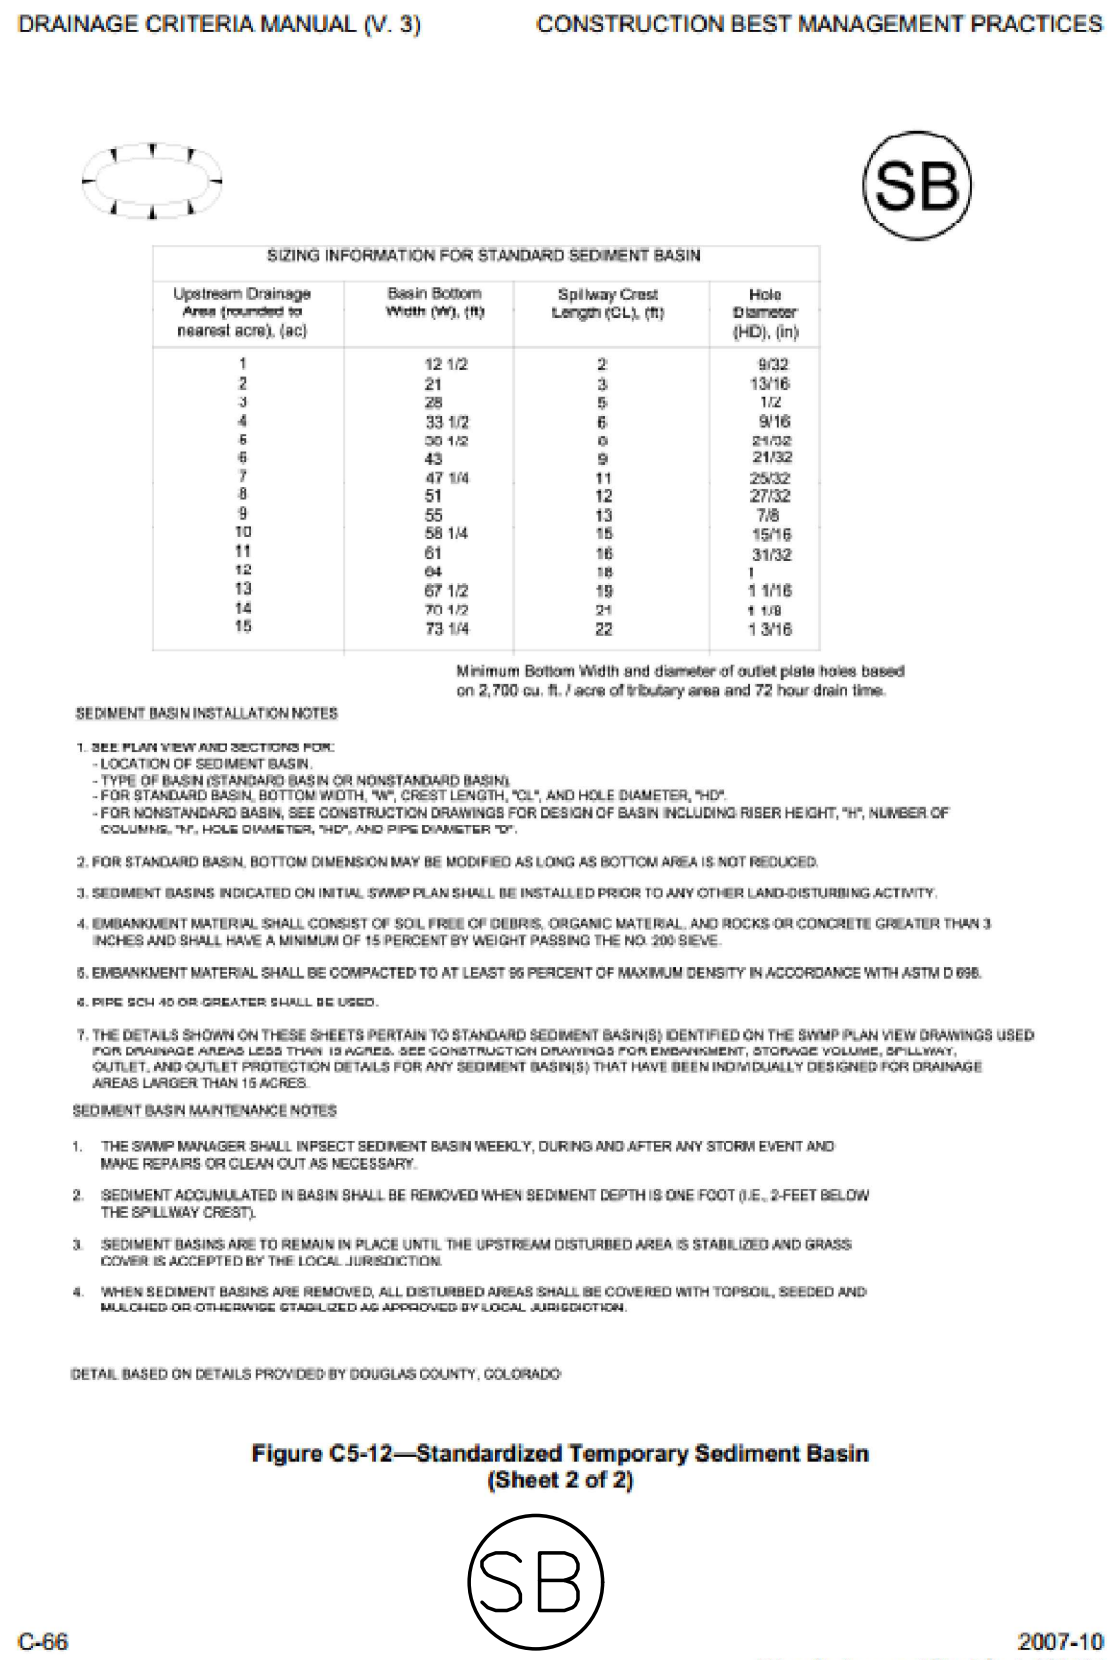 DRAINAGE CRITERIA MANUAL (V. 3) CONSTRUCTION BEST MANAGEMENT PRACTICES
SB
SIZING INFORMATION FOR STANDARD SEDIMENT BASIN
Upstream Drainage Area (rounded to nearest acre), (ac) Basin Bottom Width (W), (ft) Spillway Crest Length (CL), (ft) Hole Diameter (HD), (in)
1 12 1/2 2 9/32
2 21 3 13/16
3 28 5 1/2
4 33 1/2 6 9/16
5 38 1/2 8 21/32
6 43 9 21/32
7 47 1/4 11 25/32
8 51 12 27/32
9 55 13 7/8
10 58 1/4 15 15/16
11 61 16 31/32
12 64 18 1
13 67 1/2 19 1 1/16
14 70 1/2 21 1 1/8
15 73 1/4 22 1 3/16
Minimum Bottom Width and diameter of outlet plate holes based
on 2,700 cu. ft. / acre of tributary area and 72 hour drain time.
SEDIMENT BASIN INSTALLATION NOTES
1. SEE PLAN VIEW AND SECTIONS FOR:
- LOCATION OF SEDIMENT BASIN.
- TYPE OF BASIN (STANDARD BASIN OR NONSTANDARD BASIN).
- FOR STANDARD BASIN, BOTTOM WIDTH, "W", CREST LENGTH, "CL", AND HOLE DIAMETER, "HD".
- FOR NONSTANDARD BASIN, SEE CONSTRUCTION DRAWINGS FOR DESIGN OF BASIN INCLUDING RISER HEIGHT, "H", NUMBER OF
COLUMNS, "N", HOLE DIAMETER, "HD", AND PIPE DIAMETER "D".
2. FOR STANDARD BASIN, BOTTOM DIMENSION MAY BE MODIFIED AS LONG AS BOTTOM AREA IS NOT REDUCED.
3. SEDIMENT BASINS INDICATED ON INITIAL SWMP PLAN SHALL BE INSTALLED PRIOR TO ANY OTHER LAND-DISTURBING ACTIVITY.
4. EMBANKMENT MATERIAL SHALL CONSIST OF SOIL FREE OF DEBRIS, ORGANIC MATERIAL, AND ROCKS OR CONCRETE GREATER THAN 3
INCHES AND SHALL HAVE A MINIMUM OF 15 PERCENT BY WEIGHT PASSING THE NO. 200 SIEVE.
5. EMBANKMENT MATERIAL SHALL BE COMPACTED TO AT LEAST 95 PERCENT OF MAXIMUM DENSITY IN ACCORDANCE WITH ASTM D 698.
6. PIPE SCH 40 OR GREATER SHALL BE USED.
7. THE DETAILS SHOWN ON THESE SHEETS PERTAIN TO STANDARD SEDIMENT BASIN(S) IDENTIFIED ON THE SWMP PLAN VIEW DRAWINGS USED
FOR DRAINAGE AREAS LESS THAN 15 ACRES. SEE CONSTRUCTION DRAWINGS FOR EMBANKMENT, STORAGE VOLUME, SPILLWAY,
OUTLET, AND OUTLET PROTECTION DETAILS FOR ANY SEDIMENT BASIN(S) THAT HAVE BEEN INDIVIDUALLY DESIGNED FOR DRAINAGE
AREAS LARGER THAN 15 ACRES.
SEDIMENT BASIN MAINTENANCE NOTES
1. THE SWMP MANAGER SHALL INPSECT SEDIMENT BASIN WEEKLY, DURING AND AFTER ANY STORM EVENT AND
MAKE REPAIRS OR CLEAN OUT AS NECESSARY.
2. SEDIMENT ACCUMULATED IN BASIN SHALL BE REMOVED WHEN SEDIMENT DEPTH IS ONE FOOT (I.E., 2-FEET BELOW
THE SPILLWAY CREST).
3. SEDIMENT BASINS ARE TO REMAIN IN PLACE UNTIL THE UPSTREAM DISTURBED AREA IS STABILIZED AND GRASS
COVER IS ACCEPTED BY THE LOCAL JURISDICTION.
4. WHEN SEDIMENT BASINS ARE REMOVED, ALL DISTURBED AREAS SHALL BE COVERED WITH TOPSOIL, SEEDED AND
MULCHED OR OTHERWISE STABILIZED AS APPROVED BY LOCAL JURISDICTION.
DETAIL BASED ON DETAILS PROVIDED BY DOUGLAS COUNTY, COLORADO
Figure C5-12—Standardized Temporary Sediment Basin
(Sheet 2 of 2)
SB
C-66 2007-10